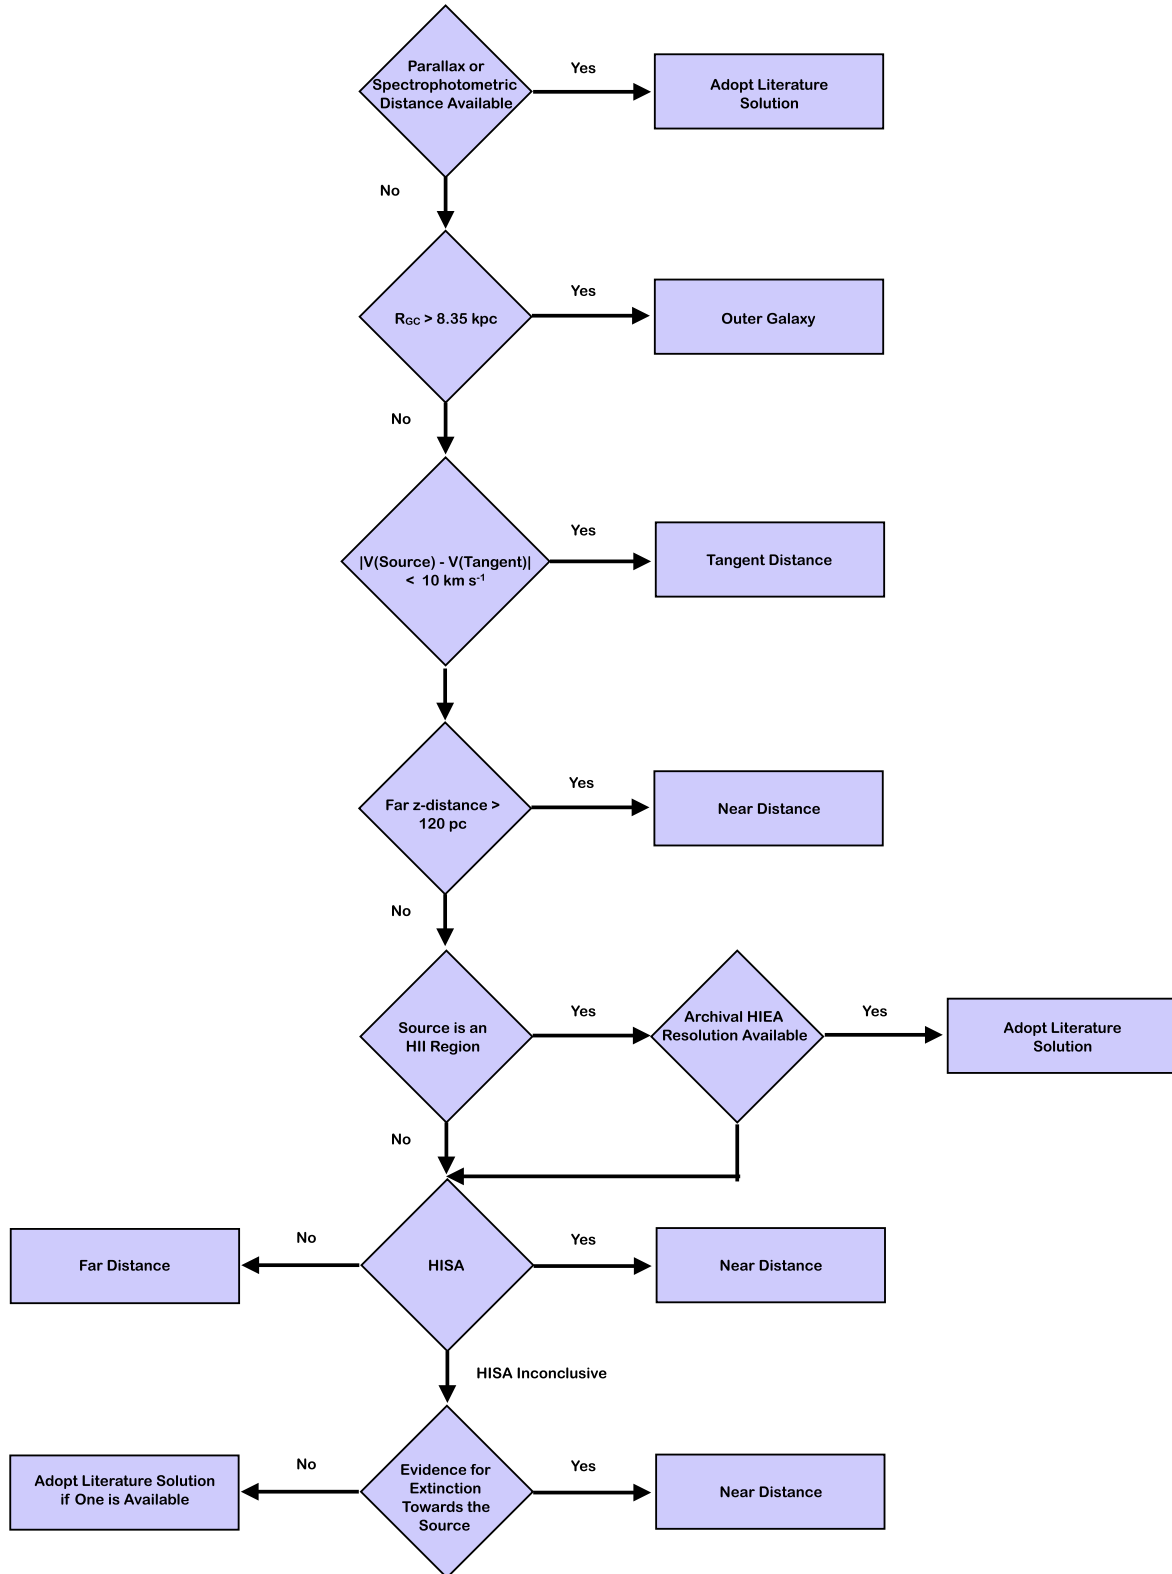 Parallax or
Spectrophotometric
Distance Available
Yes
Adopt Literature
Solution
No
RGC > 8.35 kpc
Yes
Outer Galaxy
No
|V(Source) - V(Tangent)|
< 10 km s-1
Yes
Tangent Distance
Far z-distance >
120 pc
Yes
Near Distance
No
Source is an
HII Region
Yes
Archival HIEA
Resolution Available
Yes
Adopt Literature
Solution
No
Far Distance
No
HISA
Yes
Near Distance
HISA Inconclusive
Adopt Literature Solution
if One is Available
No
Evidence for
Extinction
Towards the
Source
Yes
Near Distance